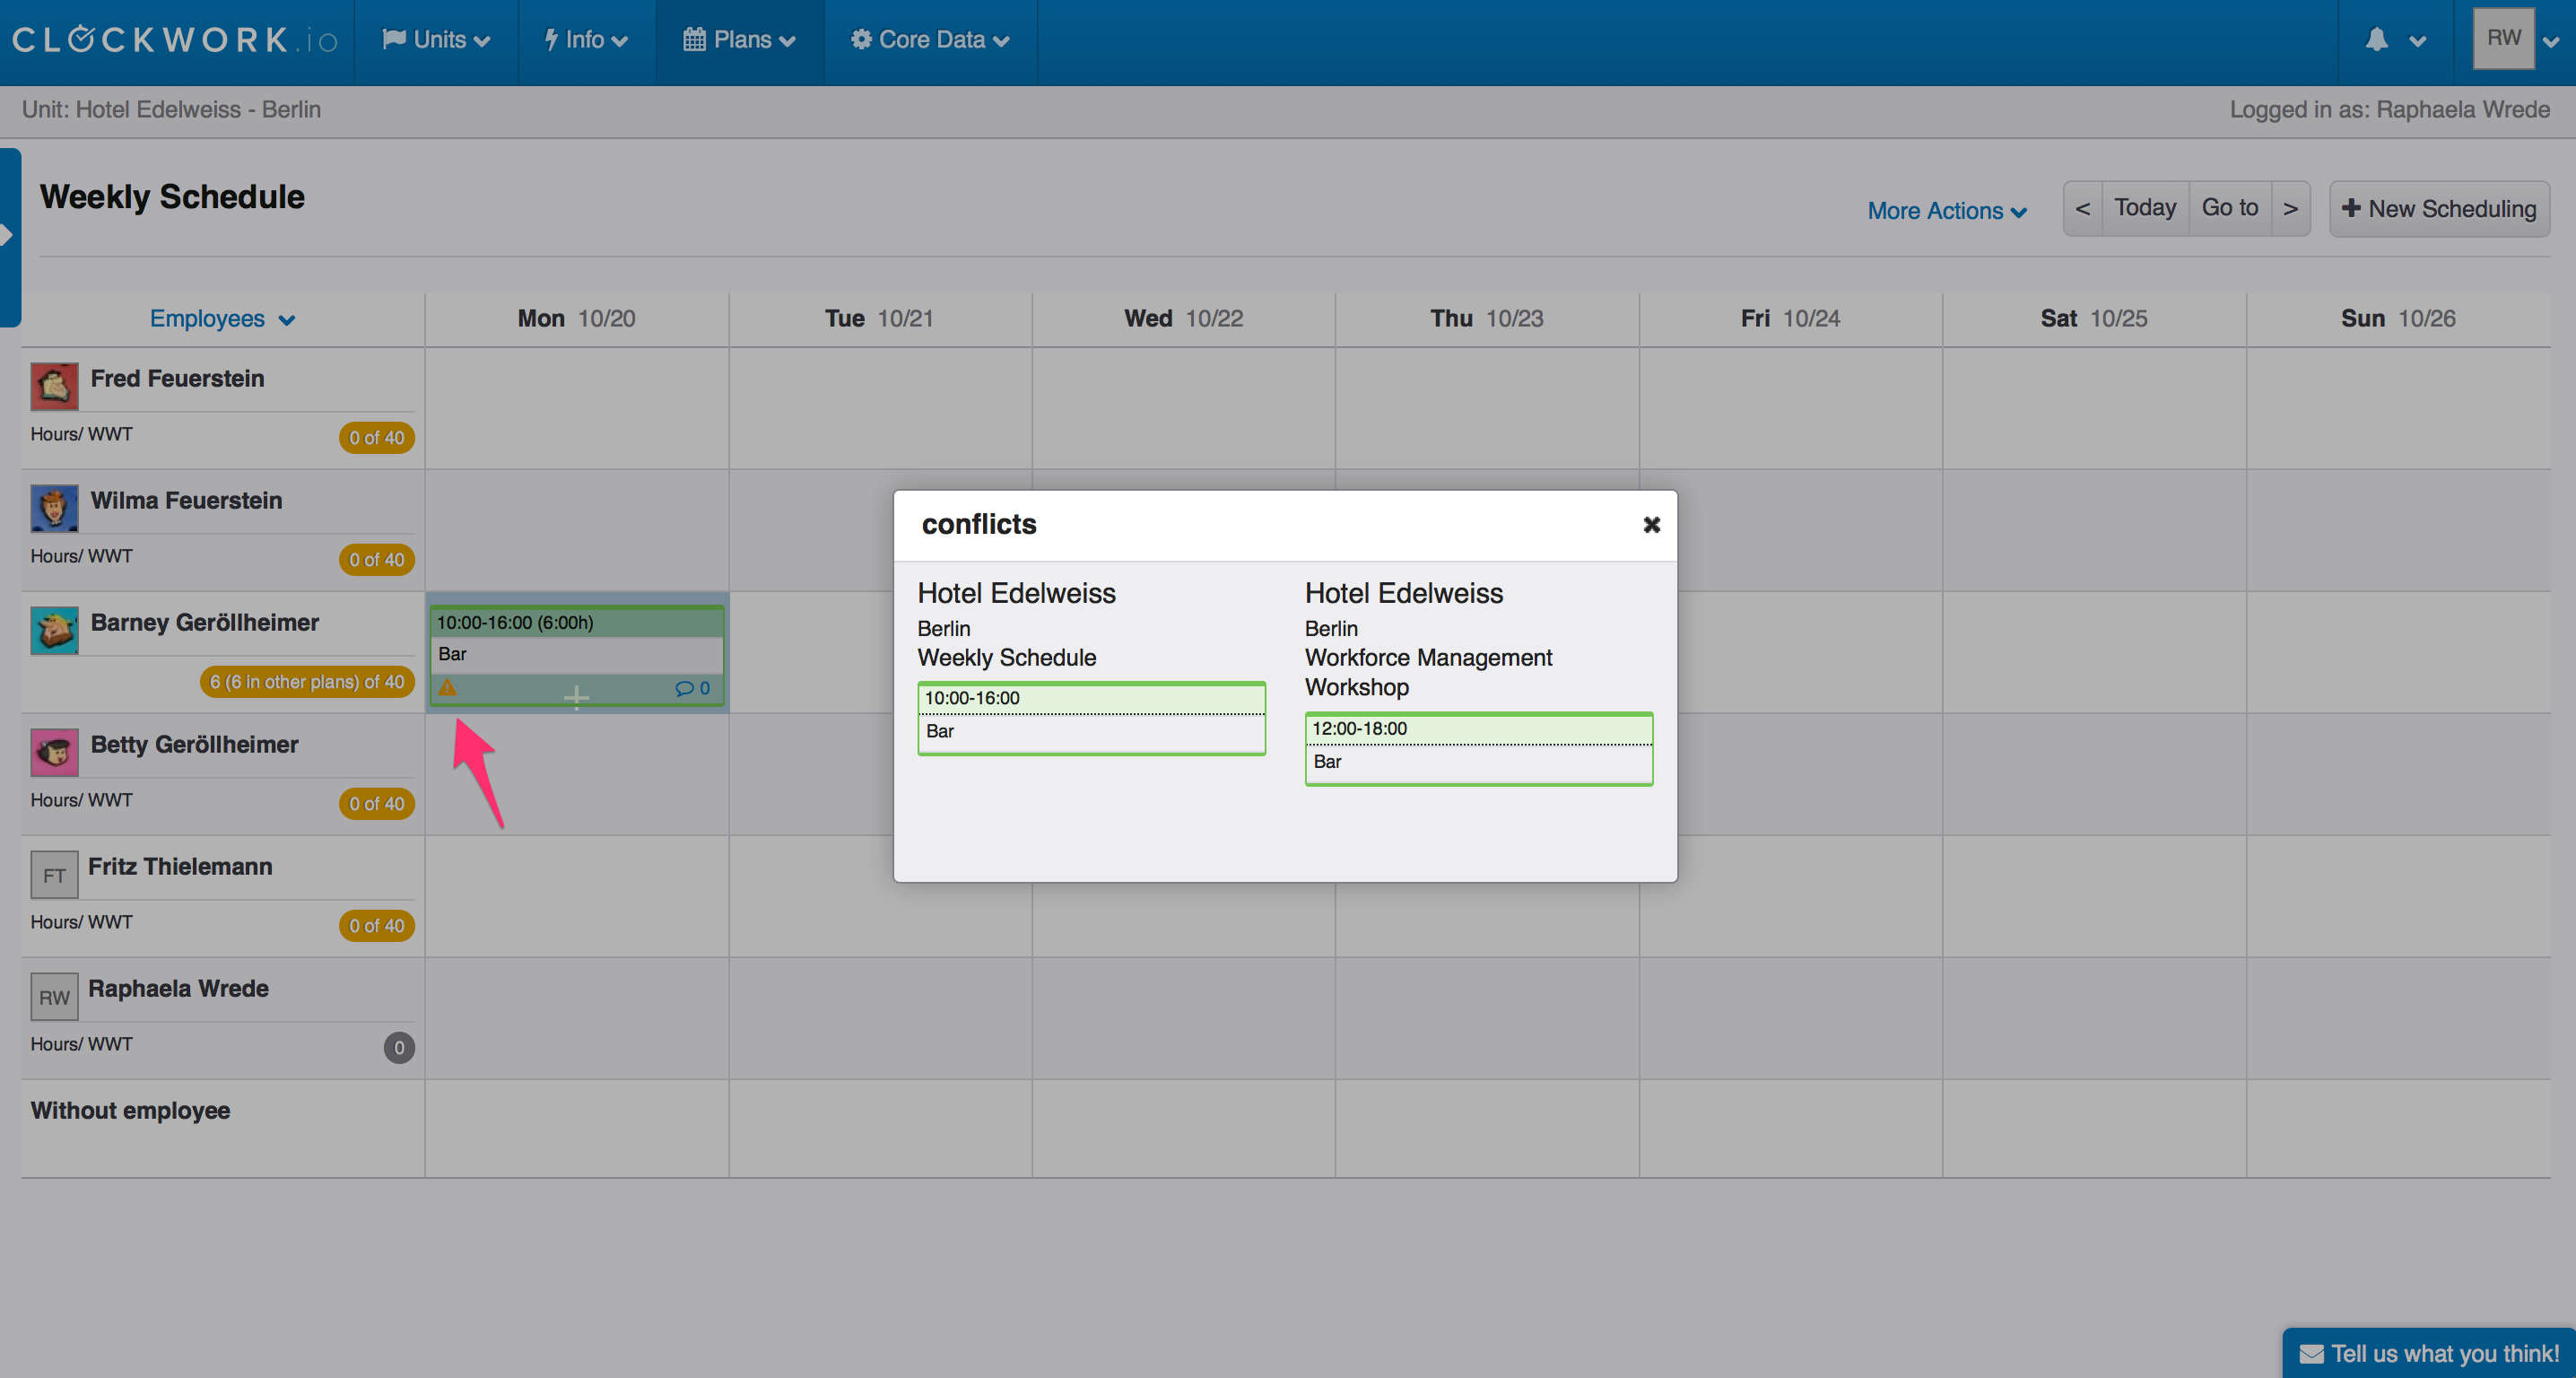 CLOCKWORK.io Units Info Plans Core Data RW
Unit: Hotel Edelweiss - Berlin Logged in as: Raphaela Wrede
Weekly Schedule More Actions < Today Go to > + New Scheduling
Employees Mon 10/20 Tue 10/21 Wed 10/22 Thu 10/23 Fri 10/24 Sat 10/25 Sun 10/26
Fred Feuerstein
Hours/ WWT 0 of 40
Wilma Feuerstein
Hours/ WWT 0 of 40
Barney Geröllheimer
6 (6 in other plans) of 40
10:00-16:00 (6:00h)
Bar
0
Betty Geröllheimer
Hours/ WWT 0 of 40
FT Fritz Thielemann
Hours/ WWT 0 of 40
RW Raphaela Wrede
Hours/ WWT 0
Without employee
conflicts
Hotel Edelweiss
Berlin
Weekly Schedule
10:00-16:00
Bar
Hotel Edelweiss
Berlin
Workforce Management
Workshop
12:00-18:00
Bar
Tell us what you think!